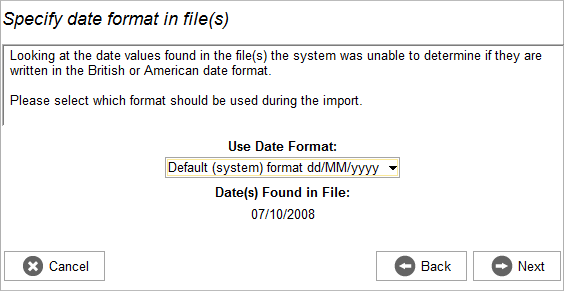 Specify date format in file(s)
Looking at the date values found in the file(s) the system was unable to determine if they are
written in the British or American date format.
Please select which format should be used during the import.
Use Date Format:
Default (system) format dd/MM/yyyy
Date(s) Found in File:
07/10/2008
Cancel
Back
Next